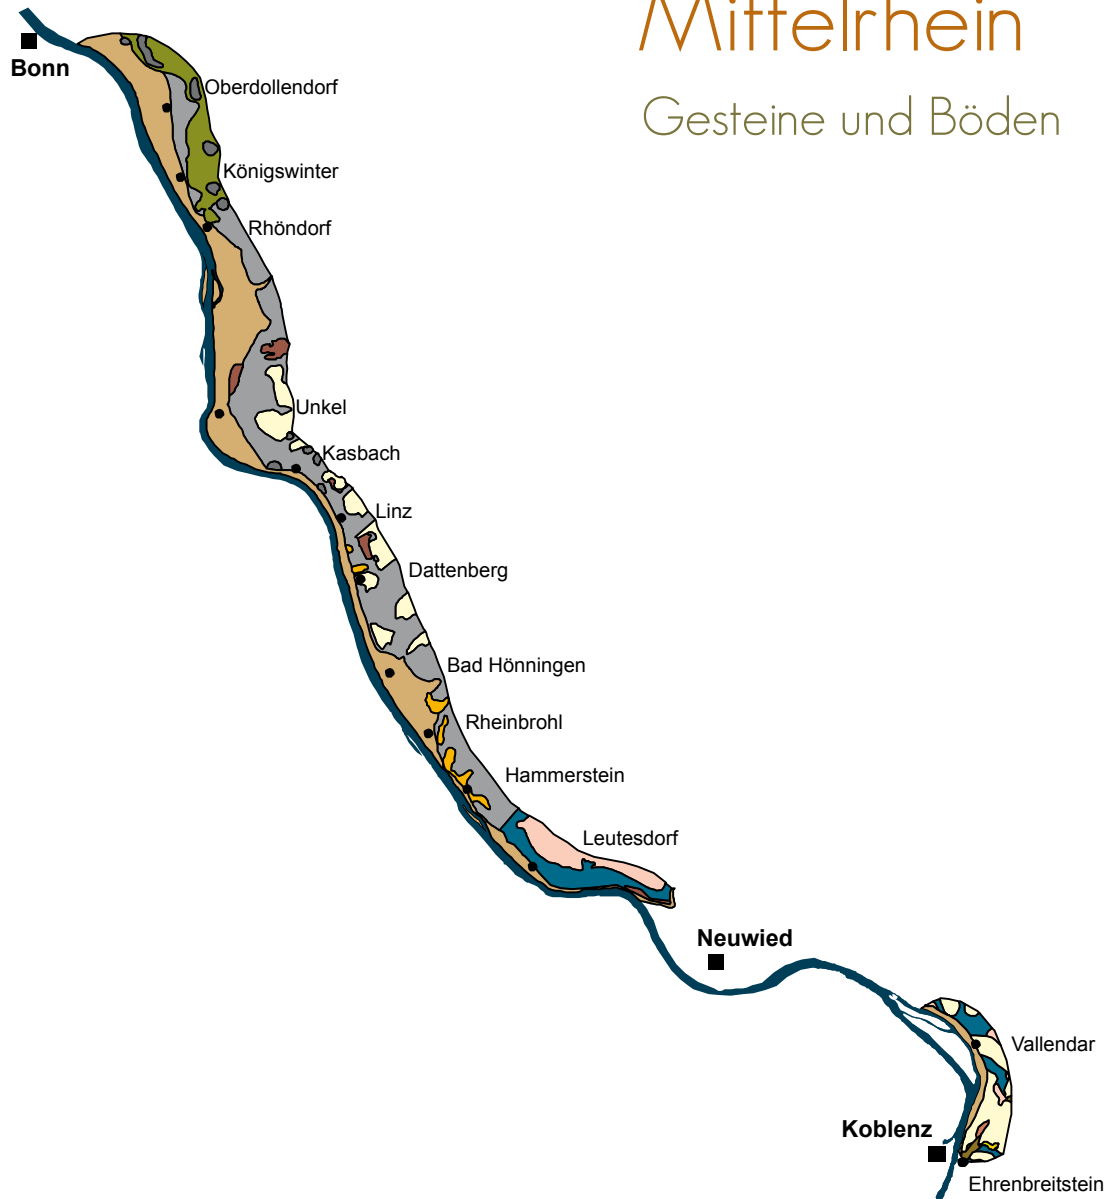 Mittelrhein
Gesteine und Böden
Bonn
Oberdollendorf
Königswinter
Rhöndorf
Unkel
Kasbach
Linz
Dattenberg
Bad Hönningen
Rheinbrohl
Hammerstein
Leutesdorf
Neuwied
Vallendar
Koblenz
Ehrenbreitstein